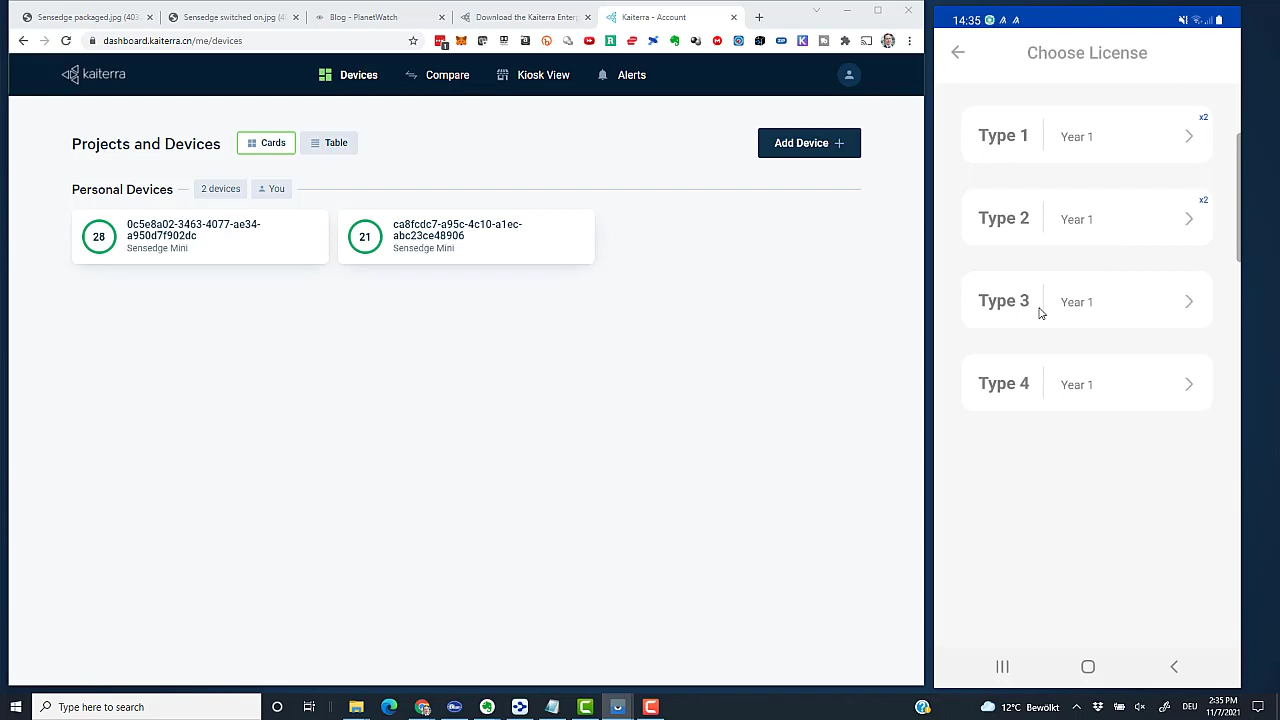 Sensedge packaged.jpg (403
Sensedge switched on.jpg (
Blog - PlanetWatch
Download the Kaiterra Enterp
Kaiterra - Account
dashboard.kaiterra.cn/me/devices
kaiterra
Devices
Compare
Kiosk View
Alerts
Projects and Devices
Cards
Table
Add Device +
Personal Devices
2 devices
You
28
0c5e8a02-3463-4077-ae34-
a950d7f902dc
Sensedge Mini
21
ca8fcdc7-a95c-4c10-a1ec-
abc23ce48906
Sensedge Mini
14:35
Choose License
Type 1
Year 1
x2
Type 2
Year 1
x2
Type 3
Year 1
Type 4
Year 1
Type here to search
12°C Bewölkt
DEU
2:35 PM
11/7/2021